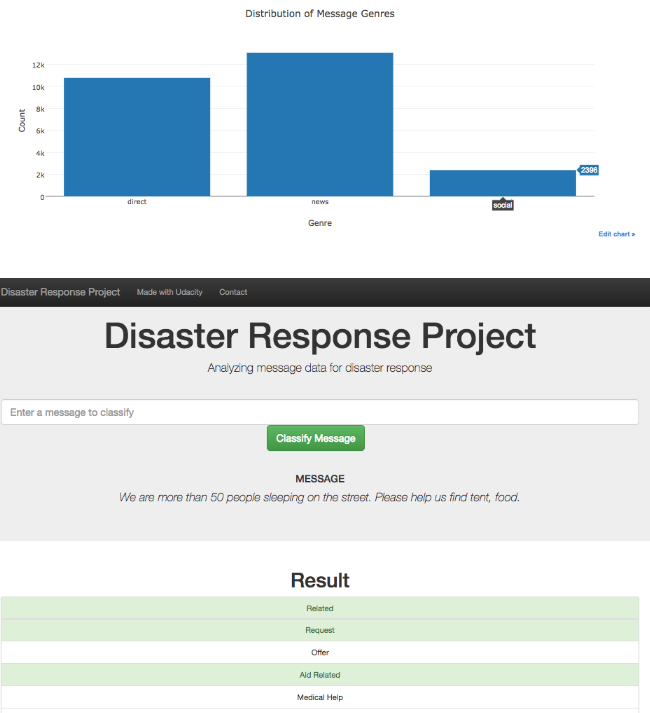 Distribution of Message Genres
12k
10k
8k
6k
4k
2k
0
Count
2396
direct
news
social
Genre
Edit chart »
Disaster Response Project Made with Udacity Contact
Disaster Response Project
Analyzing message data for disaster response
Enter a message to classify
Classify Message
MESSAGE
We are more than 50 people sleeping on the street. Please help us find tent, food.
Result
Related
Request
Offer
Aid Related
Medical Help